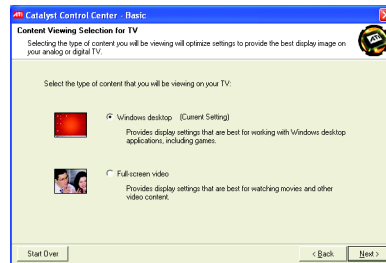 ATI Catalyst Control Center - Basic
Content Viewing Selection for TV
Selecting the type of content you will be viewing will optimize settings to provide the best display image on
your analog or digital TV.
ATI
Select the type of content that you will be viewing on your TV:
Windows desktop (Current Setting)
Provides display settings that are best for working with Windows desktop
applications, including games.
Full-screen video
Provides display settings that are best for watching movies and other
video content.
Start Over
< Back
Next >